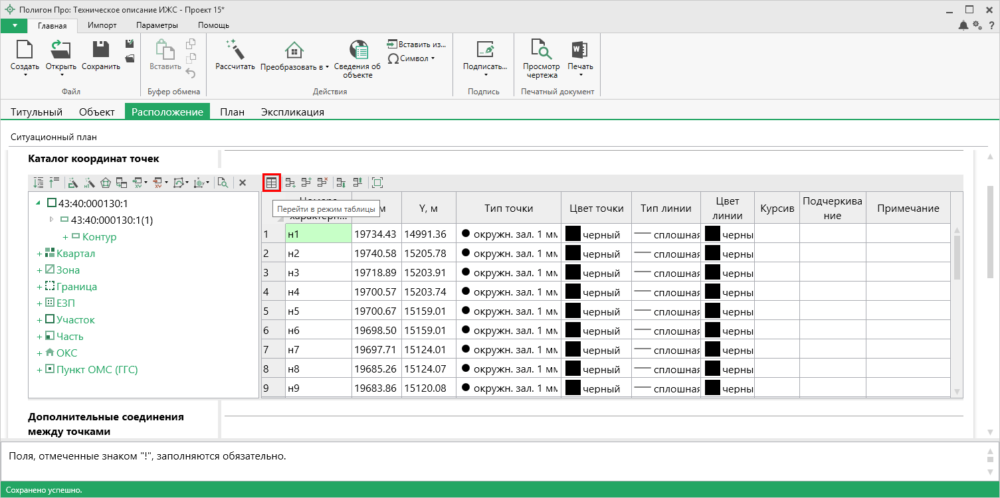 Полигон Про: Техническое описание ИЖС - Проект 15*
Главная Импорт Параметры Помощь
Создать Открыть Сохранить
Файл
Вставить
Буфер обмена
Рассчитать Преобразовать в Сведения об объекте Вставить из... Символ
Действия
Подписать...
Подпись
Просмотр чертежа Печать
Печатный документ
Титульный Объект Расположение План Экспликация
Ситуационный план
Каталог координат точек
43:40:000130:1
43:40:000130:1(1)
+ Контур
+ Квартал
+ Зона
+ Граница
+ ЕЗП
+ Участок
+ Часть
+ ОКС
+ Пункт ОМС (ГГС)
Перейти в режим таблицы
м Y, м Тип точки Цвет точки Тип линии Цвет линии Курсив Подчеркивание Примечание
1 н1 19734.43 14991.36 окружн. зал. 1 мм черный сплошная черны
2 н2 19740.58 15205.78 окружн. зал. 1 мм черный сплошная черны
3 н3 19718.89 15203.91 окружн. зал. 1 мм черный сплошная черны
4 н4 19700.57 15203.74 окружн. зал. 1 мм черный сплошная черны
5 н5 19700.67 15159.01 окружн. зал. 1 мм черный сплошная черны
6 н6 19698.50 15159.01 окружн. зал. 1 мм черный сплошная черны
7 н7 19697.71 15124.01 окружн. зал. 1 мм черный сплошная черны
8 н8 19685.26 15124.07 окружн. зал. 1 мм черный сплошная черны
9 н9 19683.86 15120.08 окружн. зал. 1 мм черный сплошная черны
Дополнительные соединения
между точками
Поля, отмеченные знаком "!", заполняются обязательно.
Сохранено успешно.